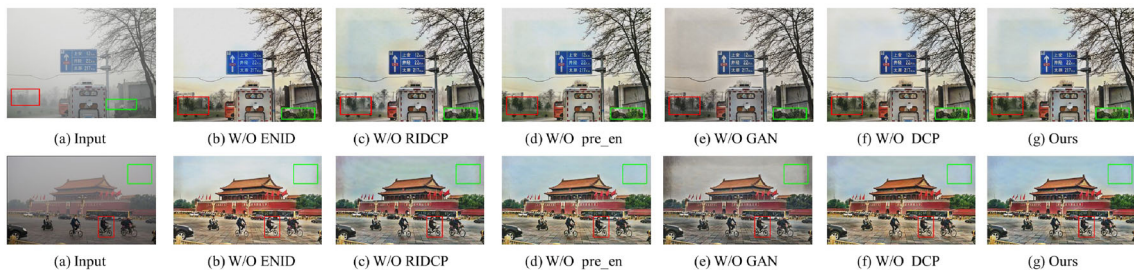 (a) Input (b) W/O ENID (c) W/O RIDCP (d) W/O pre_en (e) W/O GAN (f) W/O DCP (g) Ours
(a) Input (b) W/O ENID (c) W/O RIDCP (d) W/O pre_en (e) W/O GAN (f) W/O DCP (g) Ours